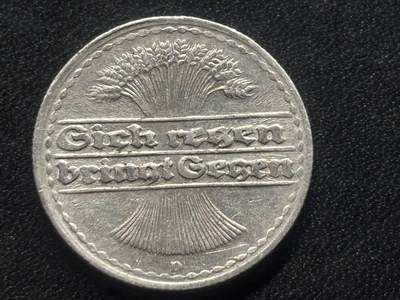 Sich regen
bringt Segen
D